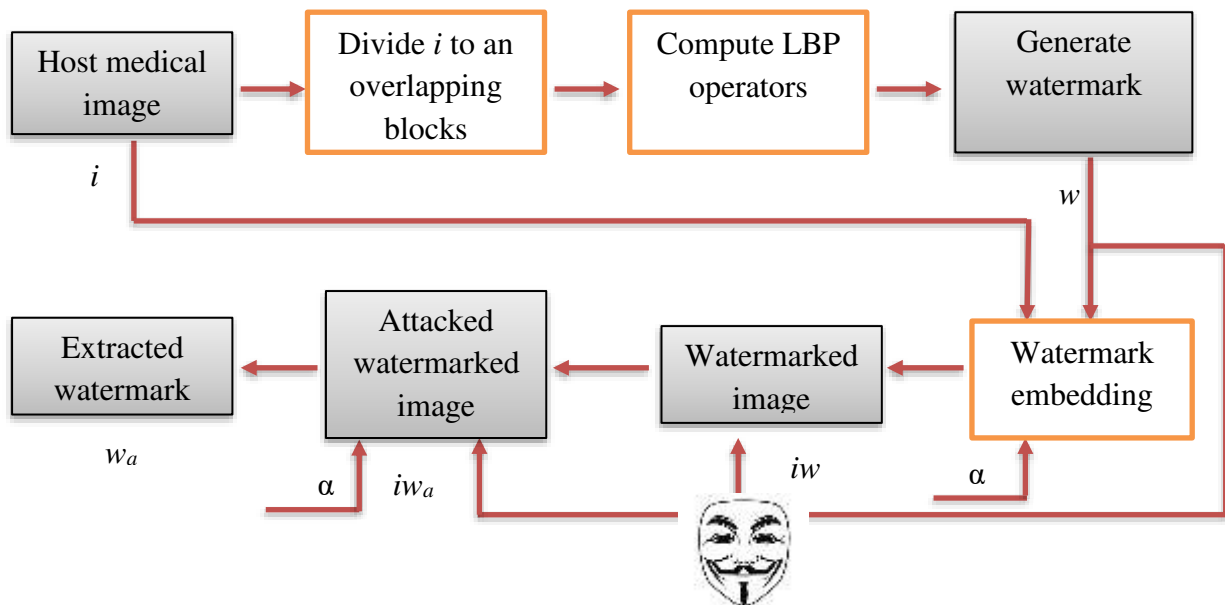 Host medical
image
Divide i to an
overlapping
blocks
Compute LBP
operators
Generate
watermark
i
w
Extracted
watermark
Attacked
watermarked
image
Watermarked
image
Watermark
embedding
wₐ
α
iwₐ
iw
α